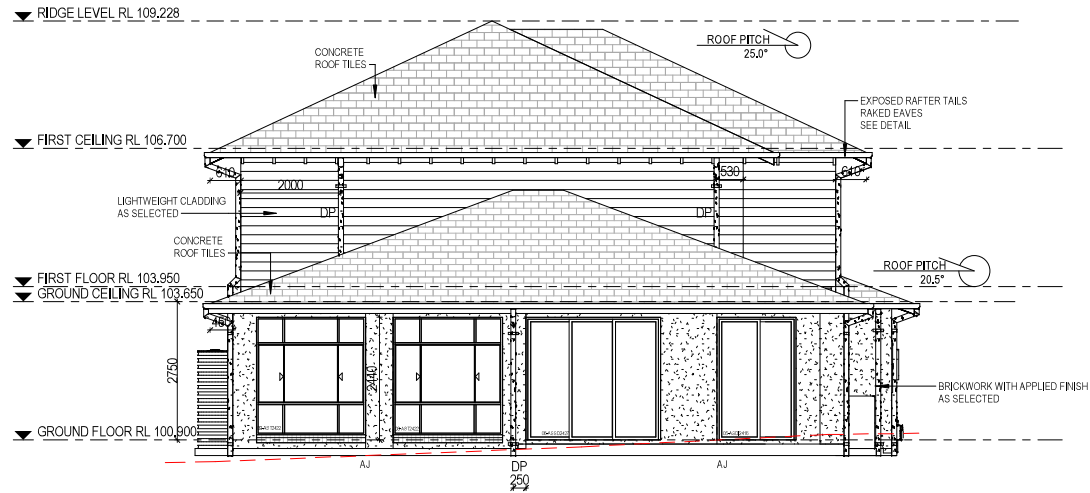 RIDGE LEVEL RL 109.228
ROOF PITCH
25.0°
CONCRETE
ROOF TILES
EXPOSED RAFTER TAILS
RAKED EAVES
SEE DETAIL
FIRST CEILING RL 106.700
610
2000
530
610
LIGHTWEIGHT CLADDING
AS SELECTED
DP
DP
CONCRETE
ROOF TILES
ROOF PITCH
20.5°
FIRST FLOOR RL 103.950
GROUND CEILING RL 103.650
460
2750
2440
BRICKWORK WITH APPLIED FINISH
AS SELECTED
GROUND FLOOR RL 100.900
AJ
DP
250
AJ